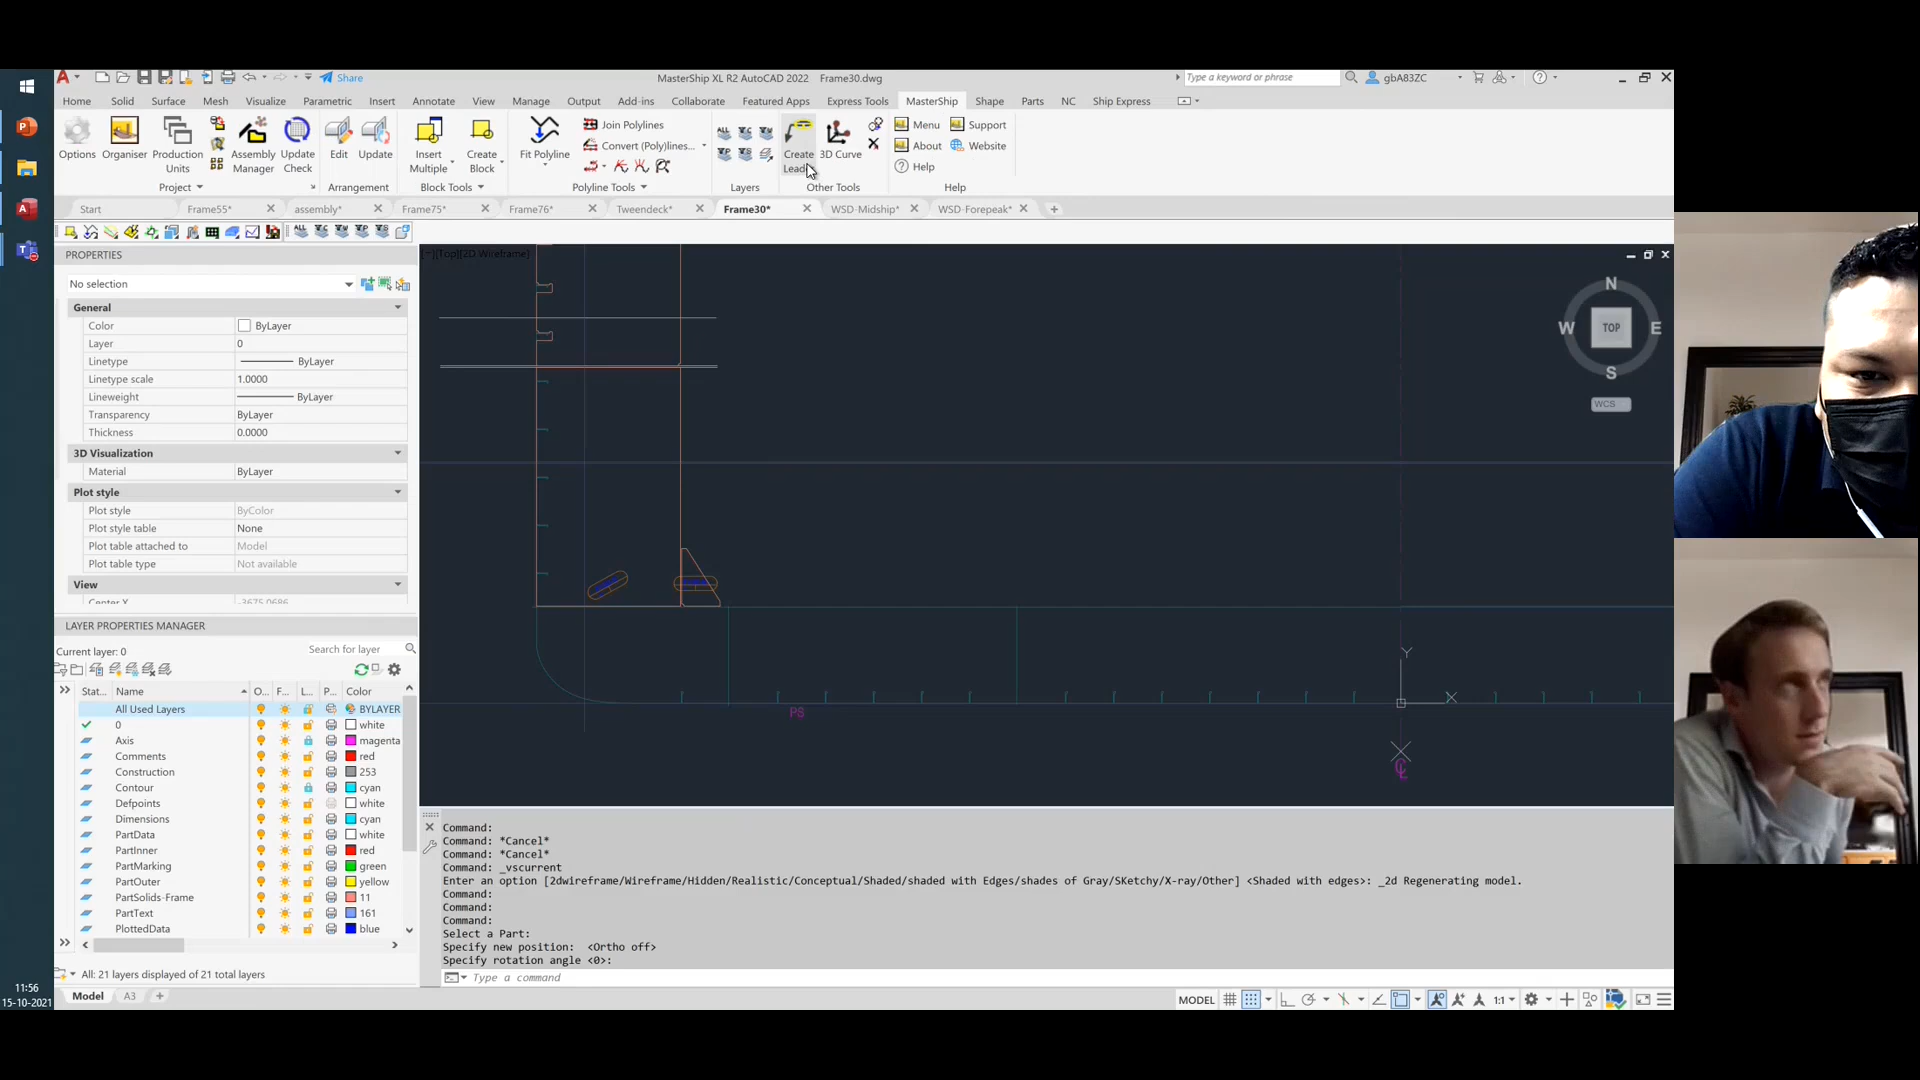 Share
MasterShip XL R2 AutoCAD 2022 Frame30.dwg
Type a keyword or phrase
gbA83ZC
Home Solid Surface Mesh Visualize Parametric Insert Annotate View Manage Output Add-ins Collaborate Featured Apps Express Tools MasterShip Shape Parts NC Ship Express
Options
Organiser
Production
Units
Assembly
Manager
Update
Check
Edit
Update
Insert
Multiple
Create
Block
Fit Polyline
Join Polylines
Convert (Poly)lines...
Create
3D Curve
Menu
Support
About
Website
Help
Project
Arrangement
Block Tools
Polyline Tools
Layers
Other Tools
Help
Start Frame55* assembly* Frame75* Frame76* Tweendeck* Frame30* WSD-Midship* WSD-Forepeak*
PROPERTIES
No selection
General
Color ByLayer
Layer 0
Linetype ByLayer
Linetype scale 1.0000
Lineweight ByLayer
Transparency ByLayer
Thickness 0.0000
3D Visualization
Material ByLayer
Plot style
Plot style ByColor
Plot style table None
Plot table attached to Model
Plot table type Not available
View
Center X -3675.0686
LAYER PROPERTIES MANAGER
Current layer: 0
Search for layer
Stat... Name O... F... L... P... Color
All Used Layers BYLAYER
0 white
Axis magenta
Comments red
Construction 253
Contour cyan
Defpoints white
Dimensions cyan
PartData white
PartInner red
PartMarking green
PartOuter yellow
PartSolids-Frame 11
PartText 161
PlottedData blue
All: 21 layers displayed of 21 total layers
Model A3
[-][Top][2D Wireframe]
N
W TOP E
S
WCS
Y
X
PS
Command:
Command: *Cancel*
Command: *Cancel*
Command: _vscurrent
Enter an option [2dwireframe/Wireframe/Hidden/Realistic/Conceptual/Shaded/shaded with Edges/shades of Gray/SKetchy/X-ray/Other] <Shaded with edges>: _2d Regenerating model.
Command:
Command:
Command:
Select a Part:
Specify new position: <Ortho off>
Specify rotation angle <0>:
Type a command
MODEL
1:1
11:56
15-10-2021